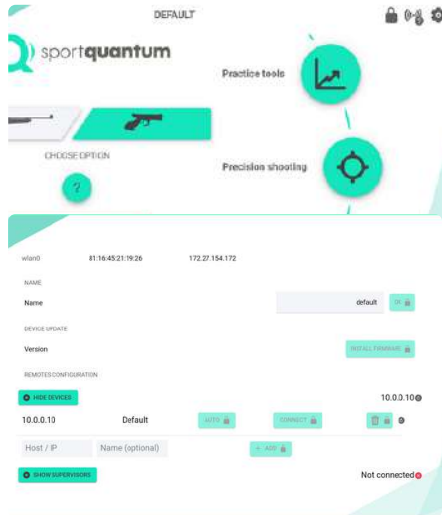 DEFAULT
sportquantum
Practice tools
CHOOSE OPTION
?
Precision shooting
wlan0 81:16:45:21:19:26 172.27.154.172
NAME
Name default OK
DEVICE UPDATE
Version INSTALL FIRMWARE
REMOTES CONFIGURATION
HIDE DEVICES 10.0.0.10
10.0.0.10 Default AUTO CONNECT
Host / IP Name (optional) + ADD
SHOW SUPERVISORS Not connected